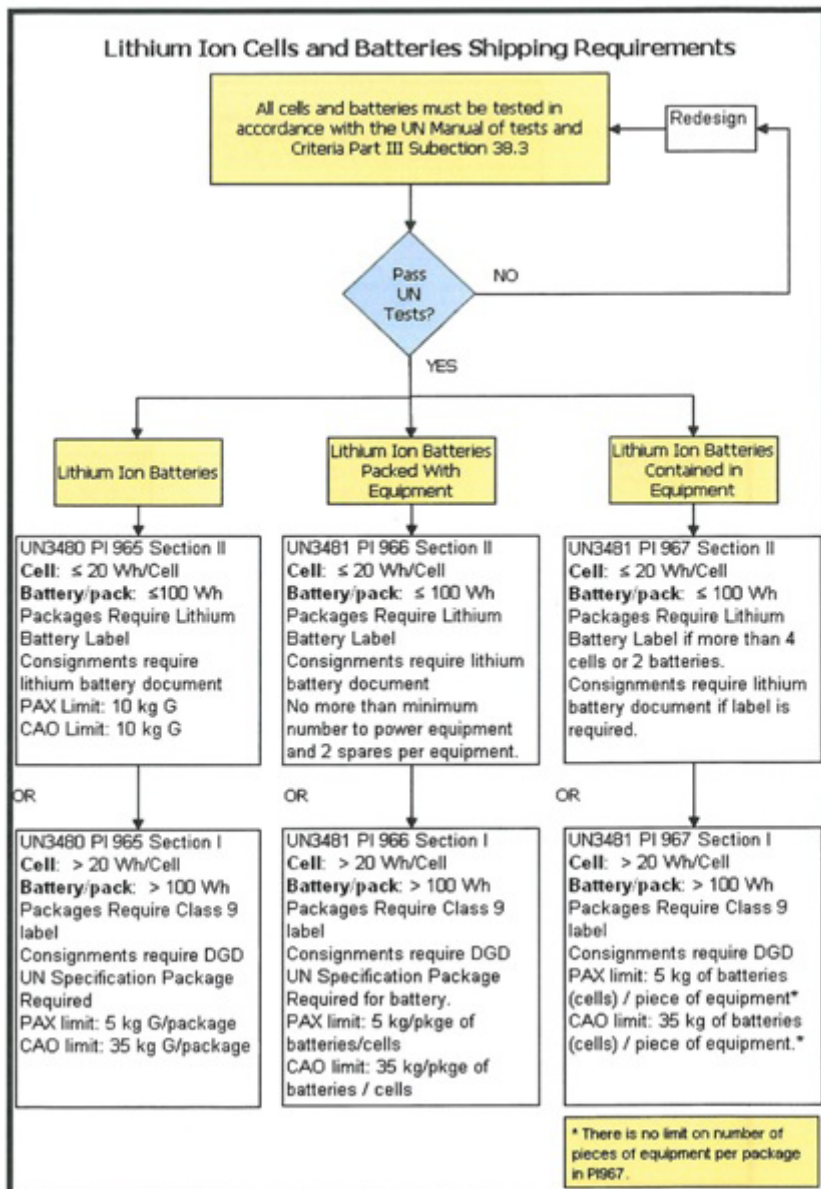 Lithium Ion Cells and Batteries Shipping Requirements
All cells and batteries must be tested in
accordance with the UN Manual of tests and
Criteria Part III Subection 38.3
Redesign
Pass
UN
Tests?
NO
YES
Lithium Ion Batteries
Lithium Ion Batteries
Packed With
Equipment
Lithium Ion Batteries
Contained in
Equipment
UN3480 PI 965 Section II
Cell: ≤ 20 Wh/Cell
Battery/pack: ≤100 Wh
Packages Require Lithium
Battery Label
Consignments require
lithium battery document
PAX Limit: 10 kg G
CAO Limit: 10 kg G
UN3481 PI 966 Section II
Cell: ≤ 20 Wh/Cell
Battery/pack: ≤ 100 Wh
Packages Require Lithium
Battery Label
Consignments require lithium
battery document
No more than minimum
number to power equipment
and 2 spares per equipment.
UN3481 PI 967 Section II
Cell: ≤ 20 Wh/Cell
Battery/pack: ≤ 100 Wh
Packages Require Lithium
Battery Label if more than 4
cells or 2 batteries.
Consignments require lithium
battery document if label is
required.
OR
OR
OR
UN3480 PI 965 Section I
Cell: > 20 Wh/Cell
Battery/pack: > 100 Wh
Packages Require Class 9
label
Consignments require DGD
UN Specification Package
Required
PAX limit: 5 kg G/package
CAO limit: 35 kg G/package
UN3481 PI 966 Section I
Cell: > 20 Wh/Cell
Battery/pack: > 100 Wh
Packages Require Class 9
label
Consignments require DGD
UN Specification Package
Required for battery.
PAX limit: 5 kg/pkge of
batteries/cells
CAO limit: 35 kg/pkge of
batteries / cells
UN3481 PI 967 Section I
Cell: > 20 Wh/Cell
Battery/pack: > 100 Wh
Packages Require Class 9
label
Consignments require DGD
PAX limit: 5 kg of batteries
(cells) / piece of equipment*
CAO limit: 35 kg of batteries
(cells) / piece of equipment.*
* There is no limit on number of
pieces of equipment per package
in PI967.